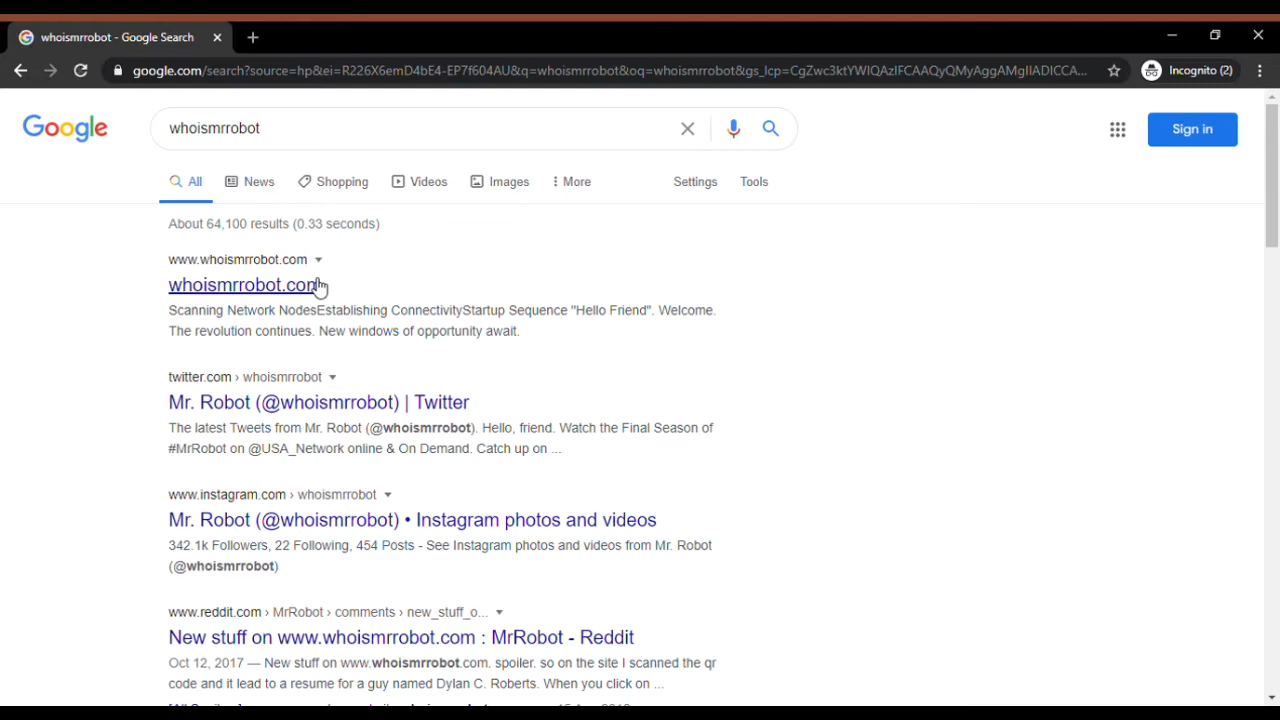 whoismrrobot - Google Search
google.com/search?source=hp&ei=R226X6emD4bE4-EP7f604AU&q=whoismrrobot&oq=whoismrrobot&gs_lcp=CgZwc3ktYWIQAzIFCAAQyQMyAggAMgIIADICCA...
Incognito (2)
Google
whoismrrobot
Sign in
All News Shopping Videos Images More Settings Tools
About 64,100 results (0.33 seconds)
www.whoismrrobot.com
whoismrrobot.com
Scanning Network NodesEstablishing ConnectivityStartup Sequence "Hello Friend". Welcome.
The revolution continues. New windows of opportunity await.
twitter.com › whoismrrobot
Mr. Robot (@whoismrrobot) | Twitter
The latest Tweets from Mr. Robot (@whoismrrobot). Hello, friend. Watch the Final Season of
#MrRobot on @USA_Network online & On Demand. Catch up on ...
www.instagram.com › whoismrrobot
Mr. Robot (@whoismrrobot) • Instagram photos and videos
342.1k Followers, 22 Following, 454 Posts - See Instagram photos and videos from Mr. Robot
(@whoismrrobot)
www.reddit.com › MrRobot › comments › new_stuff_o...
New stuff on www.whoismrrobot.com : MrRobot - Reddit
Oct 12, 2017 — New stuff on www.whoismrrobot.com. spoiler. so on the site I scanned the qr
code and it lead to a resume for a guy named Dylan C. Roberts. When you click on ...